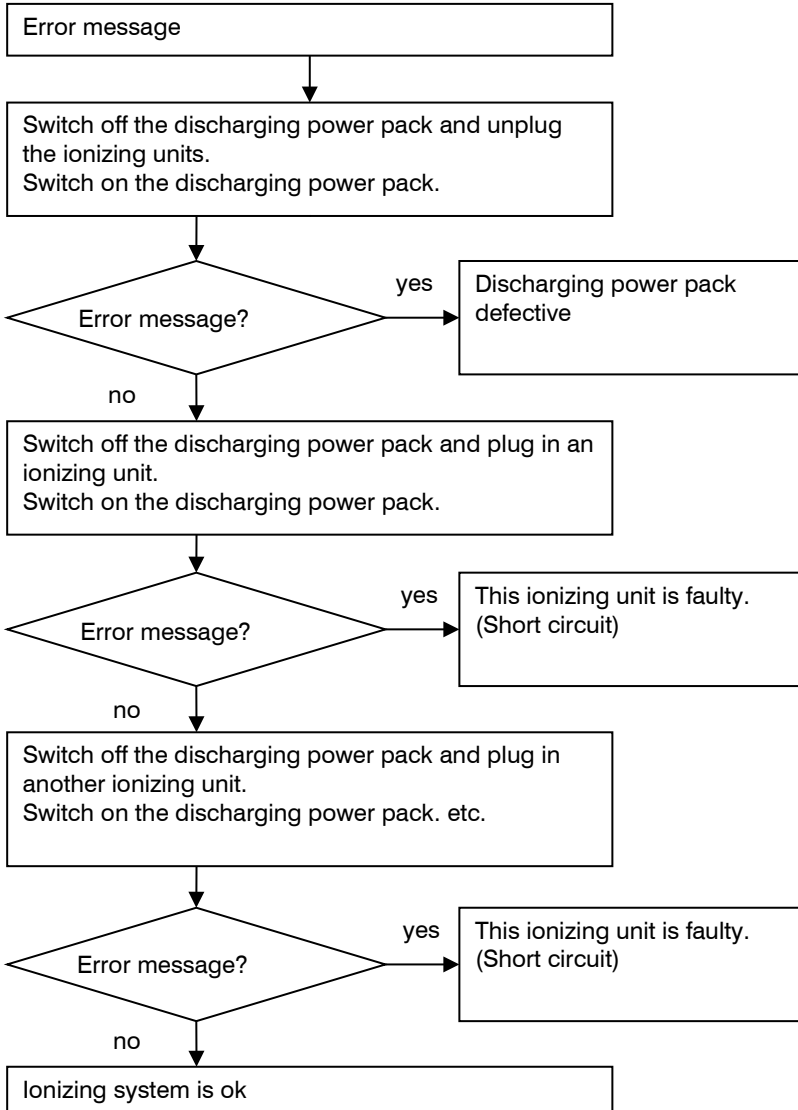 Error message
Switch off the discharging power pack and unplug
the ionizing units.
Switch on the discharging power pack.
Error message?
yes
Discharging power pack
defective
no
Switch off the discharging power pack and plug in an
ionizing unit.
Switch on the discharging power pack.
Error message?
yes
This ionizing unit is faulty.
(Short circuit)
no
Switch off the discharging power pack and plug in
another ionizing unit.
Switch on the discharging power pack. etc.
Error message?
yes
This ionizing unit is faulty.
(Short circuit)
no
Ionizing system is ok